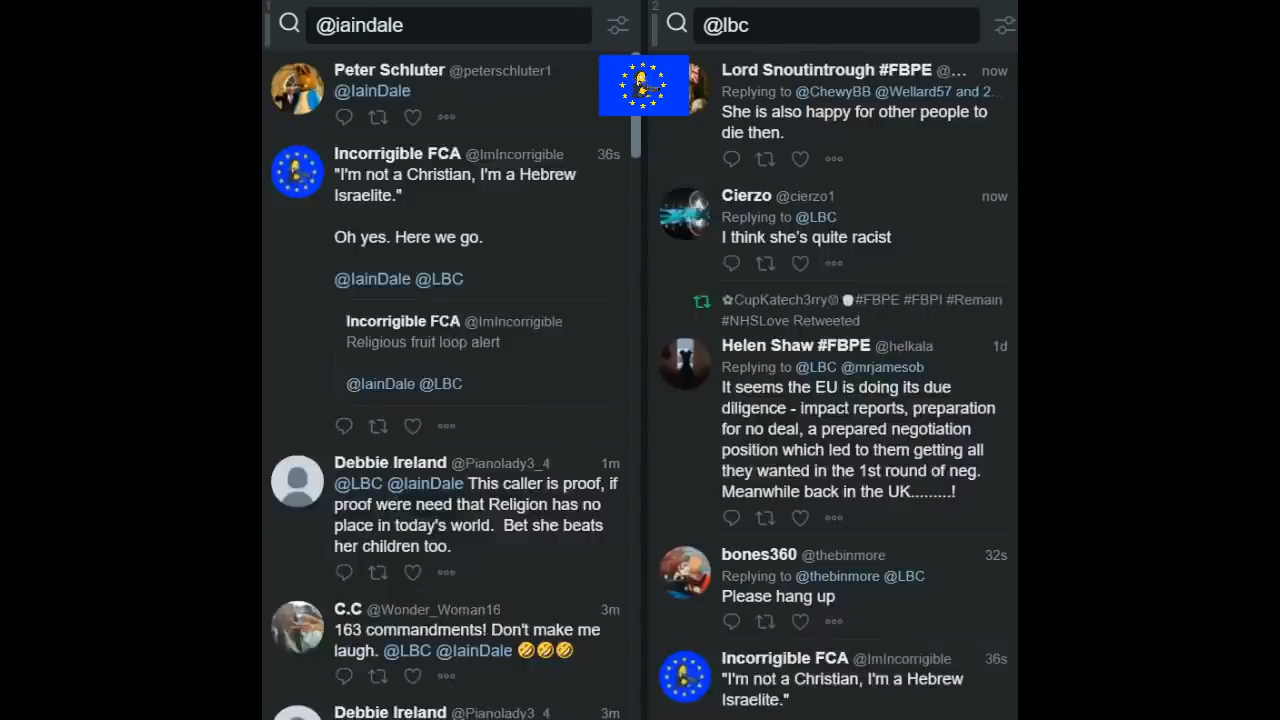 1
@iaindale
Peter Schluter @peterschluter1
@IainDale
Incorrigible FCA @ImIncorrigible 36s
"I'm not a Christian, I'm a Hebrew
Israelite."
Oh yes. Here we go.
@IainDale @LBC
Incorrigible FCA @ImIncorrigible
Religious fruit loop alert
@IainDale @LBC
Debbie Ireland @Pianolady3_4 1m
@LBC @IainDale This caller is proof, if
proof were need that Religion has no
place in today's world. Bet she beats
her children too.
C.C @Wonder_Woman16 3m
163 commandments! Don't make me
laugh. @LBC @IainDale 🤣🤣🤣
Debbie Ireland @Pianolady3_4 3m
2
@lbc
Lord Snoutintrough #FBPE @... now
Replying to @ChewyBB @Wellard57 and 2...
She is also happy for other people to
die then.
Cierzo @cierzo1 now
Replying to @LBC
I think she's quite racist
✿CupKatech3rry #FBPE #FBPI #Remain
#NHSLove Retweeted
Helen Shaw #FBPE @helkala 1d
Replying to @LBC @mrjamesob
It seems the EU is doing its due
diligence - impact reports, preparation
for no deal, a prepared negotiation
position which led to them getting all
they wanted in the 1st round of neg.
Meanwhile back in the UK.........!
bones360 @thebinmore 32s
Replying to @thebinmore @LBC
Please hang up
Incorrigible FCA @ImIncorrigible 36s
"I'm not a Christian, I'm a Hebrew
Israelite."